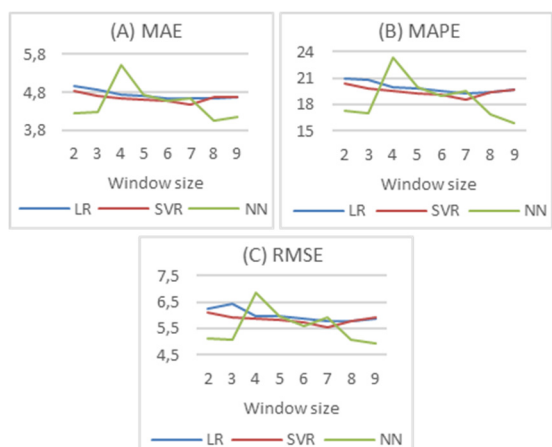 (A) MAE
5,8
4,8
3,8
2 3 4 5 6 7 8 9
Window size
LR SVR NN
(B) MAPE
24
21
18
15
2 3 4 5 6 7 8 9
Window size
LR SVR NN
(C) RMSE
7,5
6,5
5,5
4,5
2 3 4 5 6 7 8 9
Window size
LR SVR NN